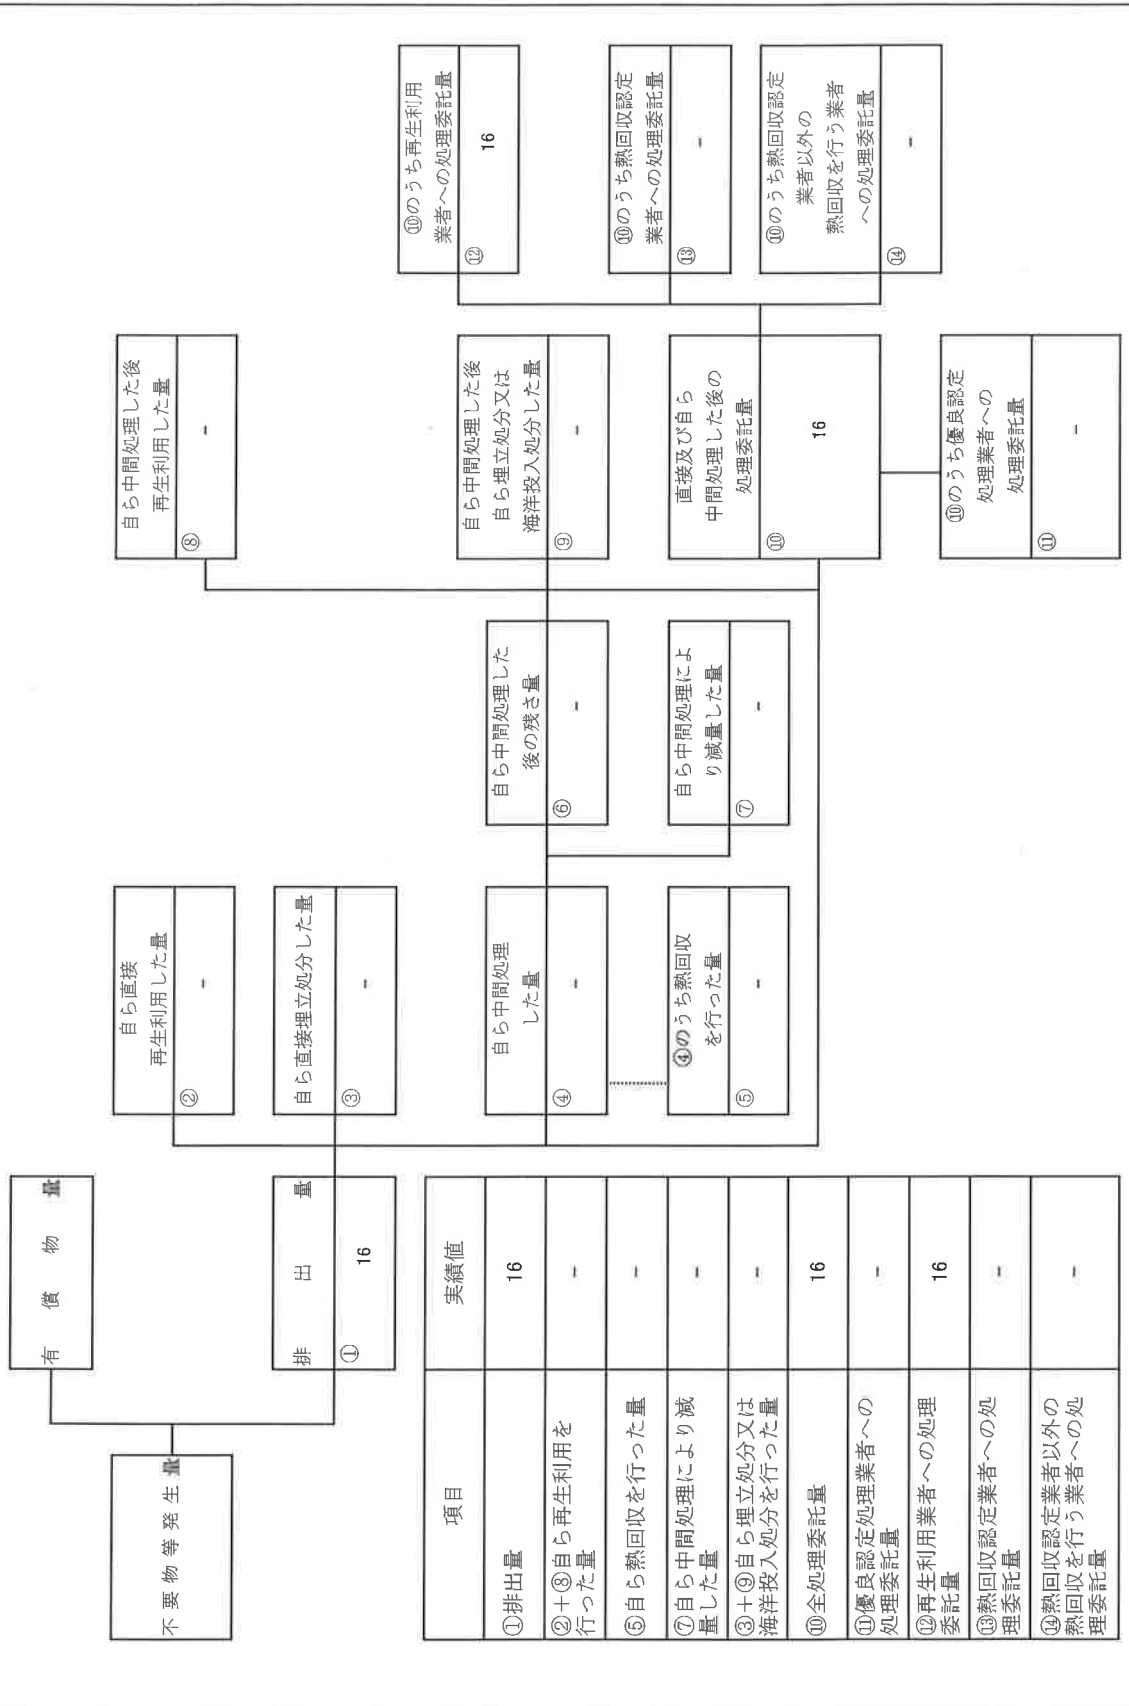 不要物等発生量
有償物量
排出量
①
16
自ら直接
再生利用した量
②
－
自ら直接埋立処分した量
③
－
自ら中間処理
した量
④
－
④のうち熱回収
を行った量
⑤
－
自ら中間処理した
後の残さ量
⑥
－
自ら中間処理によ
り減量した量
⑦
－
自ら中間処理した後
再生利用した量
⑧
－
自ら中間処理した後
自ら埋立処分又は
海洋投入処分した量
⑨
－
直接及び自ら
中間処理した後の
処理委託量
⑩
16
⑩のうち優良認定
処理業者への
処理委託量
⑪
－
⑩のうち再生利用
業者への処理委託量
⑫
16
⑩のうち熱回収認定
業者への処理委託量
⑬
－
⑩のうち熱回収認定
業者以外の
熱回収を行う業者
への処理委託量
⑭
－
項目 実績値
①排出量 16
②＋⑧自ら再生利用を
行った量 －
⑤自ら熱回収を行った量 －
⑦自ら中間処理により減
量した量 －
③＋⑨自ら埋立処分又は
海洋投入処分を行った量 －
⑩全処理委託量 16
⑪優良認定処理業者への
処理委託量 －
⑫再生利用業者への処理
委託量 16
⑬熱回収認定業者への処
理委託量 －
⑭熱回収認定業者以外の
熱回収を行う業者への処
理委託量 －